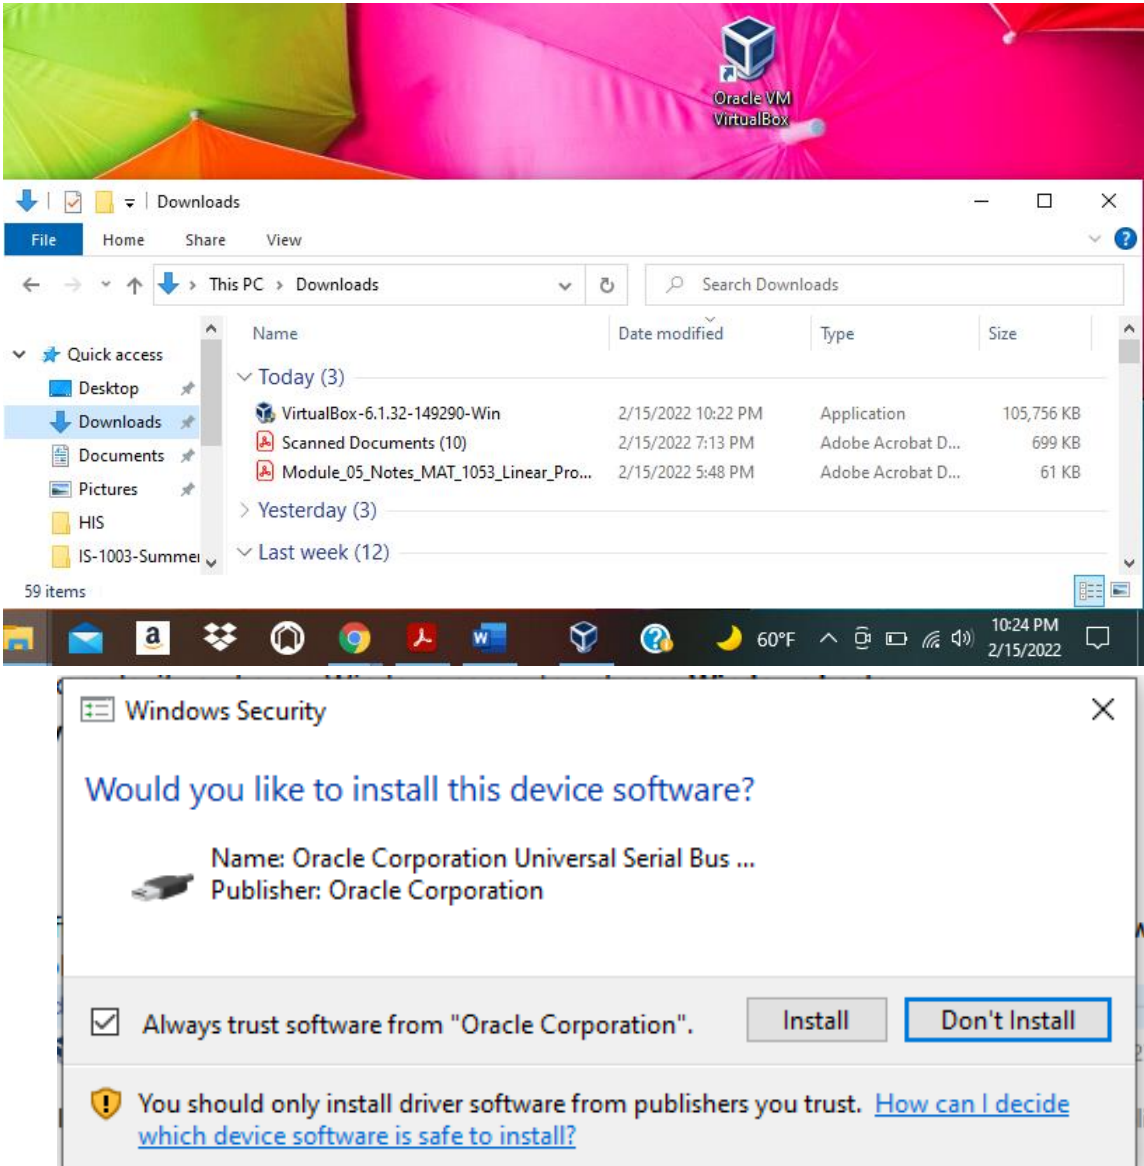 Oracle VM
VirtualBox
Downloads
File Home Share View
This PC > Downloads
Search Downloads
Name Date modified Type Size
Quick access
Desktop
Downloads
Documents
Pictures
HIS
IS-1003-Summer
Today (3)
VirtualBox-6.1.32-149290-Win 2/15/2022 10:22 PM Application 105,756 KB
Scanned Documents (10) 2/15/2022 7:13 PM Adobe Acrobat D... 699 KB
Module_05_Notes_MAT_1053_Linear_Pro... 2/15/2022 5:48 PM Adobe Acrobat D... 61 KB
Yesterday (3)
Last week (12)
59 items
60°F
10:24 PM
2/15/2022
Windows Security
Would you like to install this device software?
Name: Oracle Corporation Universal Serial Bus ...
Publisher: Oracle Corporation
Always trust software from "Oracle Corporation".
Install
Don't Install
You should only install driver software from publishers you trust. How can I decide
which device software is safe to install?